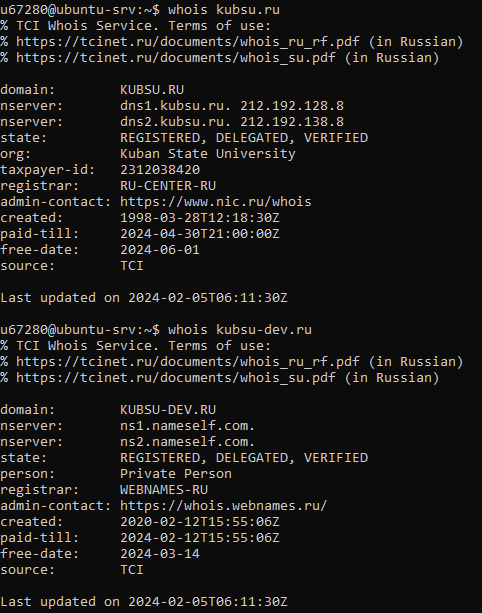 u67280@ubuntu-srv:~$ whois kubsu.ru
% TCI Whois Service. Terms of use:
% https://tcinet.ru/documents/whois_ru_rf.pdf (in Russian)
% https://tcinet.ru/documents/whois_su.pdf (in Russian)

domain:        KUBSU.RU
nserver:       dns1.kubsu.ru. 212.192.128.8
nserver:       dns2.kubsu.ru. 212.192.138.8
state:         REGISTERED, DELEGATED, VERIFIED
org:           Kuban State University
taxpayer-id:   2312038420
registrar:     RU-CENTER-RU
admin-contact: https://www.nic.ru/whois
created:       1998-03-28T12:18:30Z
paid-till:     2024-04-30T21:00:00Z
free-date:     2024-06-01
source:        TCI

Last updated on 2024-02-05T06:11:30Z

u67280@ubuntu-srv:~$ whois kubsu-dev.ru
% TCI Whois Service. Terms of use:
% https://tcinet.ru/documents/whois_ru_rf.pdf (in Russian)
% https://tcinet.ru/documents/whois_su.pdf (in Russian)

domain:        KUBSU-DEV.RU
nserver:       ns1.nameself.com.
nserver:       ns2.nameself.com.
state:         REGISTERED, DELEGATED, VERIFIED
person:        Private Person
registrar:     WEBNAMES-RU
admin-contact: https://whois.webnames.ru/
created:       2020-02-12T15:55:06Z
paid-till:     2024-02-12T15:55:06Z
free-date:     2024-03-14
source:        TCI

Last updated on 2024-02-05T06:11:30Z